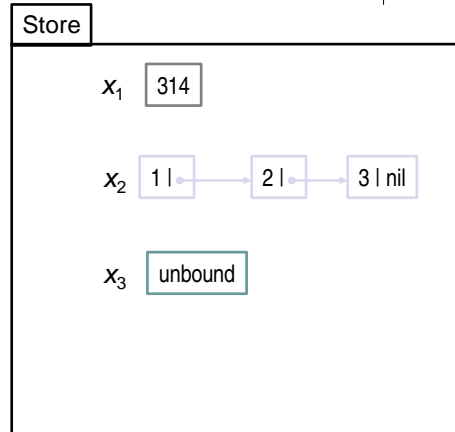 Store
x₁ 314
x₂ 1 | 2 | 3 | nil
x₃ unbound